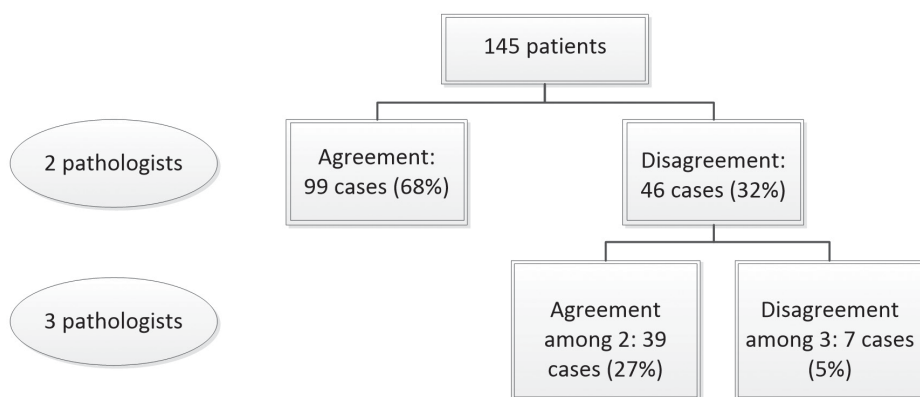 145 patients
2 pathologists
Agreement:
99 cases (68%)
Disagreement:
46 cases (32%)
3 pathologists
Agreement
among 2: 39
cases (27%)
Disagreement
among 3: 7 cases
(5%)